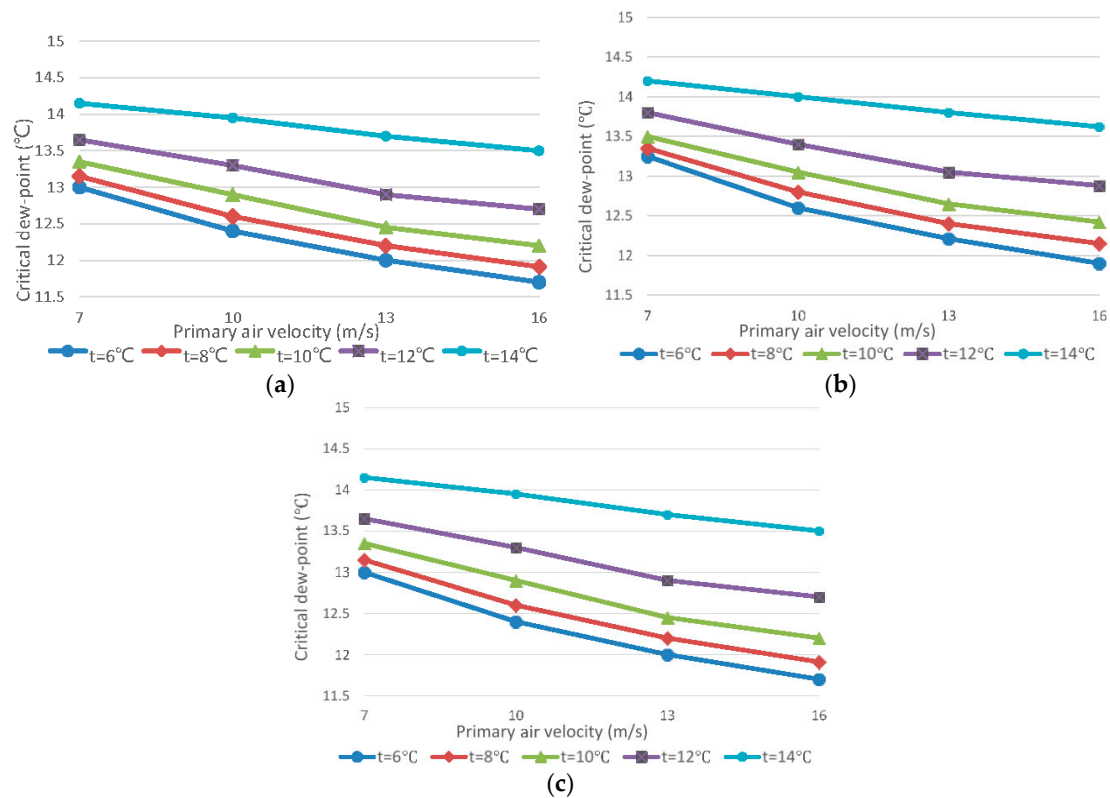 15
14.5
14
13.5
13
12.5
12
11.5
Critical dew-point (℃)
7 10 13 16
Primary air velocity (m/s)
t=6℃ t=8℃ t=10℃ t=12℃ t=14℃
(a)
15
14.5
14
13.5
13
12.5
12
11.5
Critical dew-point (℃)
7 10 13 16
Primary air velocity (m/s)
t=6℃ t=8℃ t=10℃ t=12℃ t=14℃
(b)
15
14.5
14
13.5
13
12.5
12
11.5
Critical dew-point (℃)
7 10 13 16
Primary air velocity (m/s)
t=6℃ t=8℃ t=10℃ t=12℃ t=14℃
(c)